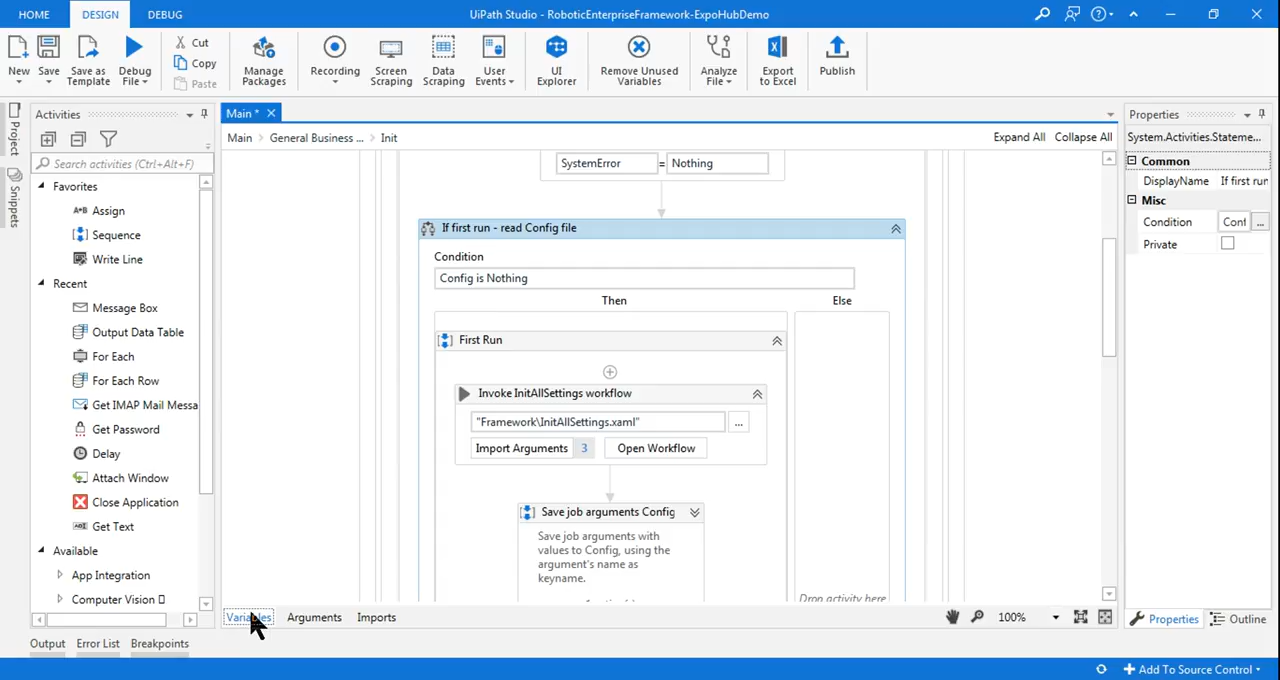 HOME DESIGN DEBUG UiPath Studio - RoboticEnterpriseFramework-ExpoHubDemo
New Save Save as Template Debug File Cut Copy Paste Manage Packages Recording Screen Scraping Data Scraping User Events UI Explorer Remove Unused Variables Analyze File Export to Excel Publish
Project
Snippets
Activities
Search activities (Ctrl+Alt+F)
Favorites
A+B Assign
Sequence
Write Line
Recent
Message Box
Output Data Table
For Each
For Each Row
Get IMAP Mail Messa
Get Password
Delay
Attach Window
Close Application
Get Text
Available
App Integration
Computer Vision
Main *
Main > General Business ... > Init
Expand All Collapse All
SystemError = Nothing
If first run - read Config file
Condition
Config is Nothing
Then Else
First Run
Invoke InitAllSettings workflow
"Framework\InitAllSettings.xaml" ...
Import Arguments 3 Open Workflow
Save job arguments Config
Save job arguments with
values to Config, using the
argument's name as
keyname.
Drop activity here
Variables Arguments Imports 100%
Properties
System.Activities.Stateme...
Common
DisplayName If first run
Misc
Condition Conf ...
Private
Properties Outline
Output Error List Breakpoints
Add To Source Control